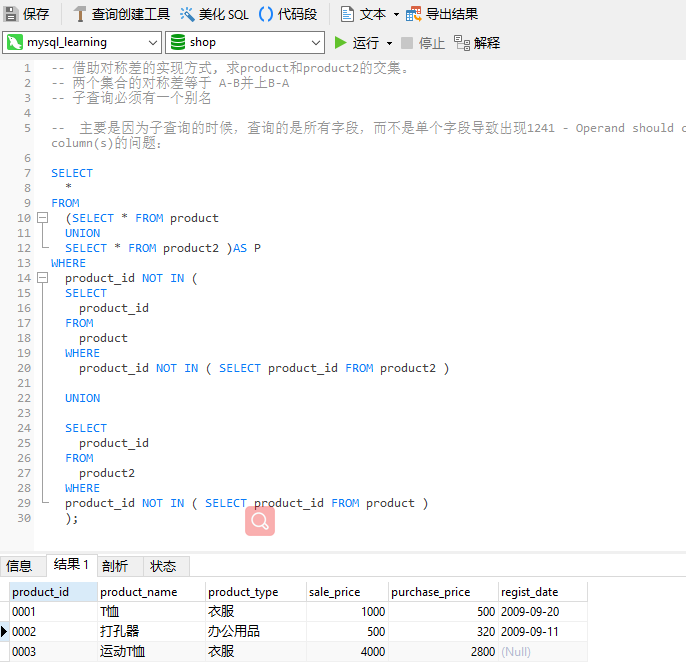 保存 查询创建工具 美化 SQL () 代码段 文本 导出结果
mysql_learning shop 运行 停止 解释
1 -- 借助对称差的实现方式, 求product和product2的交集。
2 -- 两个集合的对称差等于 A-B并上B-A
3 -- 子查询必须有一个别名
4
5 -- 主要是因为子查询的时候, 查询的是所有字段, 而不是单个字段导致出现1241 - Operand should c
column(s)的问题;
6
7 SELECT
8 *
9 FROM
10 (SELECT * FROM product
11 UNION
12 SELECT * FROM product2 )AS P
13 WHERE
14 product_id NOT IN (
15 SELECT
16 product_id
17 FROM
18 product
19 WHERE
20 product_id NOT IN ( SELECT product_id FROM product2 )
21
22 UNION
23
24 SELECT
25 product_id
26 FROM
27 product2
28 WHERE
29 product_id NOT IN ( SELECT product_id FROM product )
30 );
信息 结果 1 剖析 状态
product_id product_name product_type sale_price purchase_price regist_date
0001 T恤 衣服 1000 500 2009-09-20
0002 打孔器 办公用品 500 320 2009-09-11
0003 运动T恤 衣服 4000 2800 (Null)